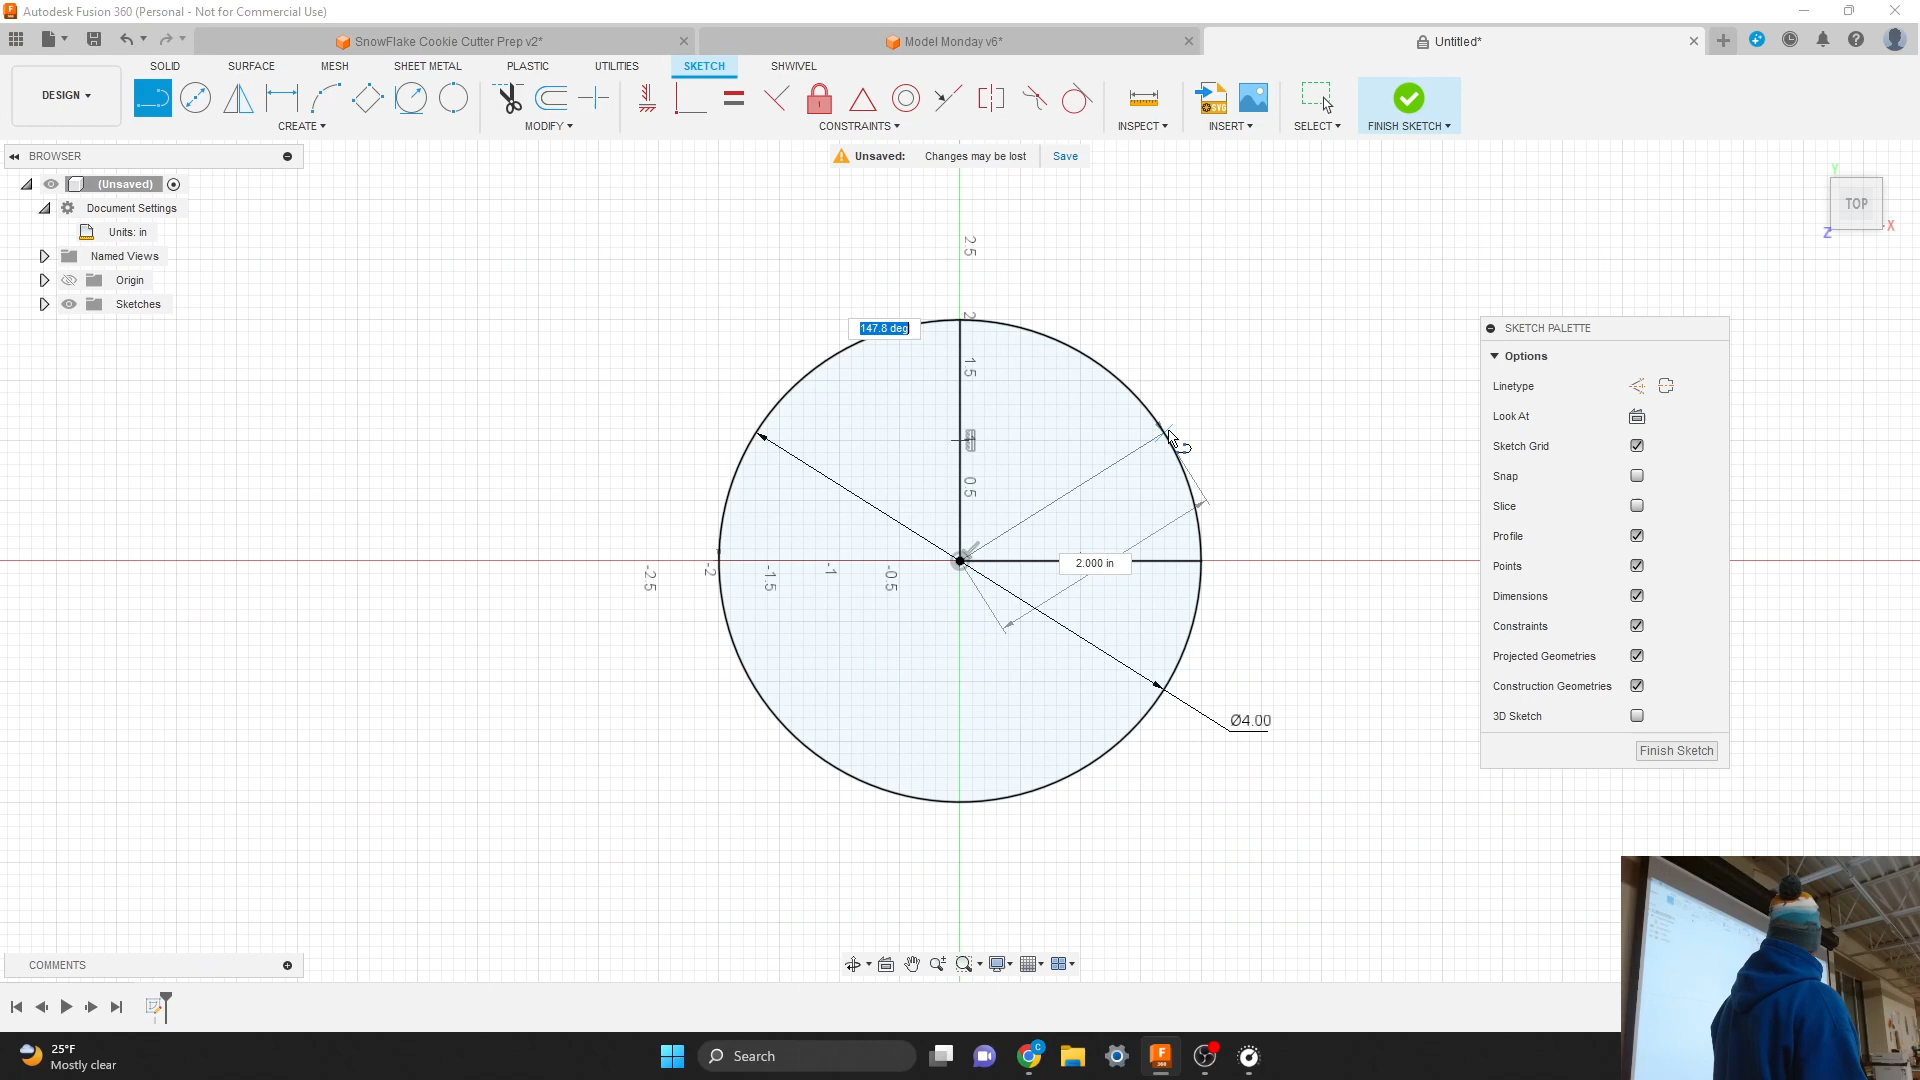 Autodesk Fusion 360 (Personal - Not for Commercial Use)
SnowFlake Cookie Cutter Prep v2*
Model Monday v6*
Untitled*
DESIGN
SOLID
SURFACE
MESH
SHEET METAL
PLASTIC
UTILITIES
SKETCH
SHWIVEL
CREATE
MODIFY
CONSTRAINTS
INSPECT
SVG
INSERT
SELECT
FINISH SKETCH
BROWSER
Unsaved: Changes may be lost Save
(Unsaved)
Document Settings
Units: in
Named Views
Origin
Sketches
Y
TOP
X
Z
2.5
2
1.5
1
0.5
-2.5
-2
-1.5
-1
-0.5
147.8 deg
2.000 in
Ø4.00
SKETCH PALETTE
Options
Linetype
Look At
Sketch Grid
Snap
Slice
Profile
Points
Dimensions
Constraints
Projected Geometries
Construction Geometries
3D Sketch
Finish Sketch
COMMENTS
25°F
Mostly clear
Search
C
F
360